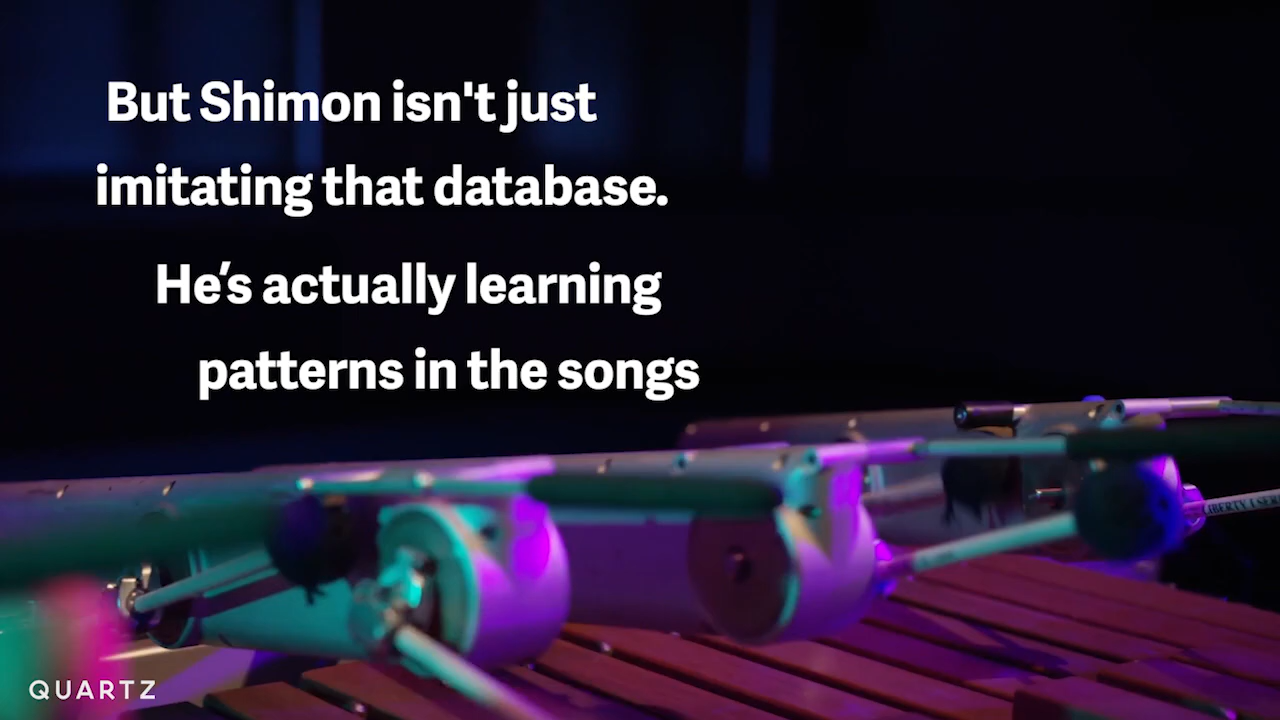 But Shimon isn't just
imitating that database.
He’s actually learning
patterns in the songs
QUARTZ